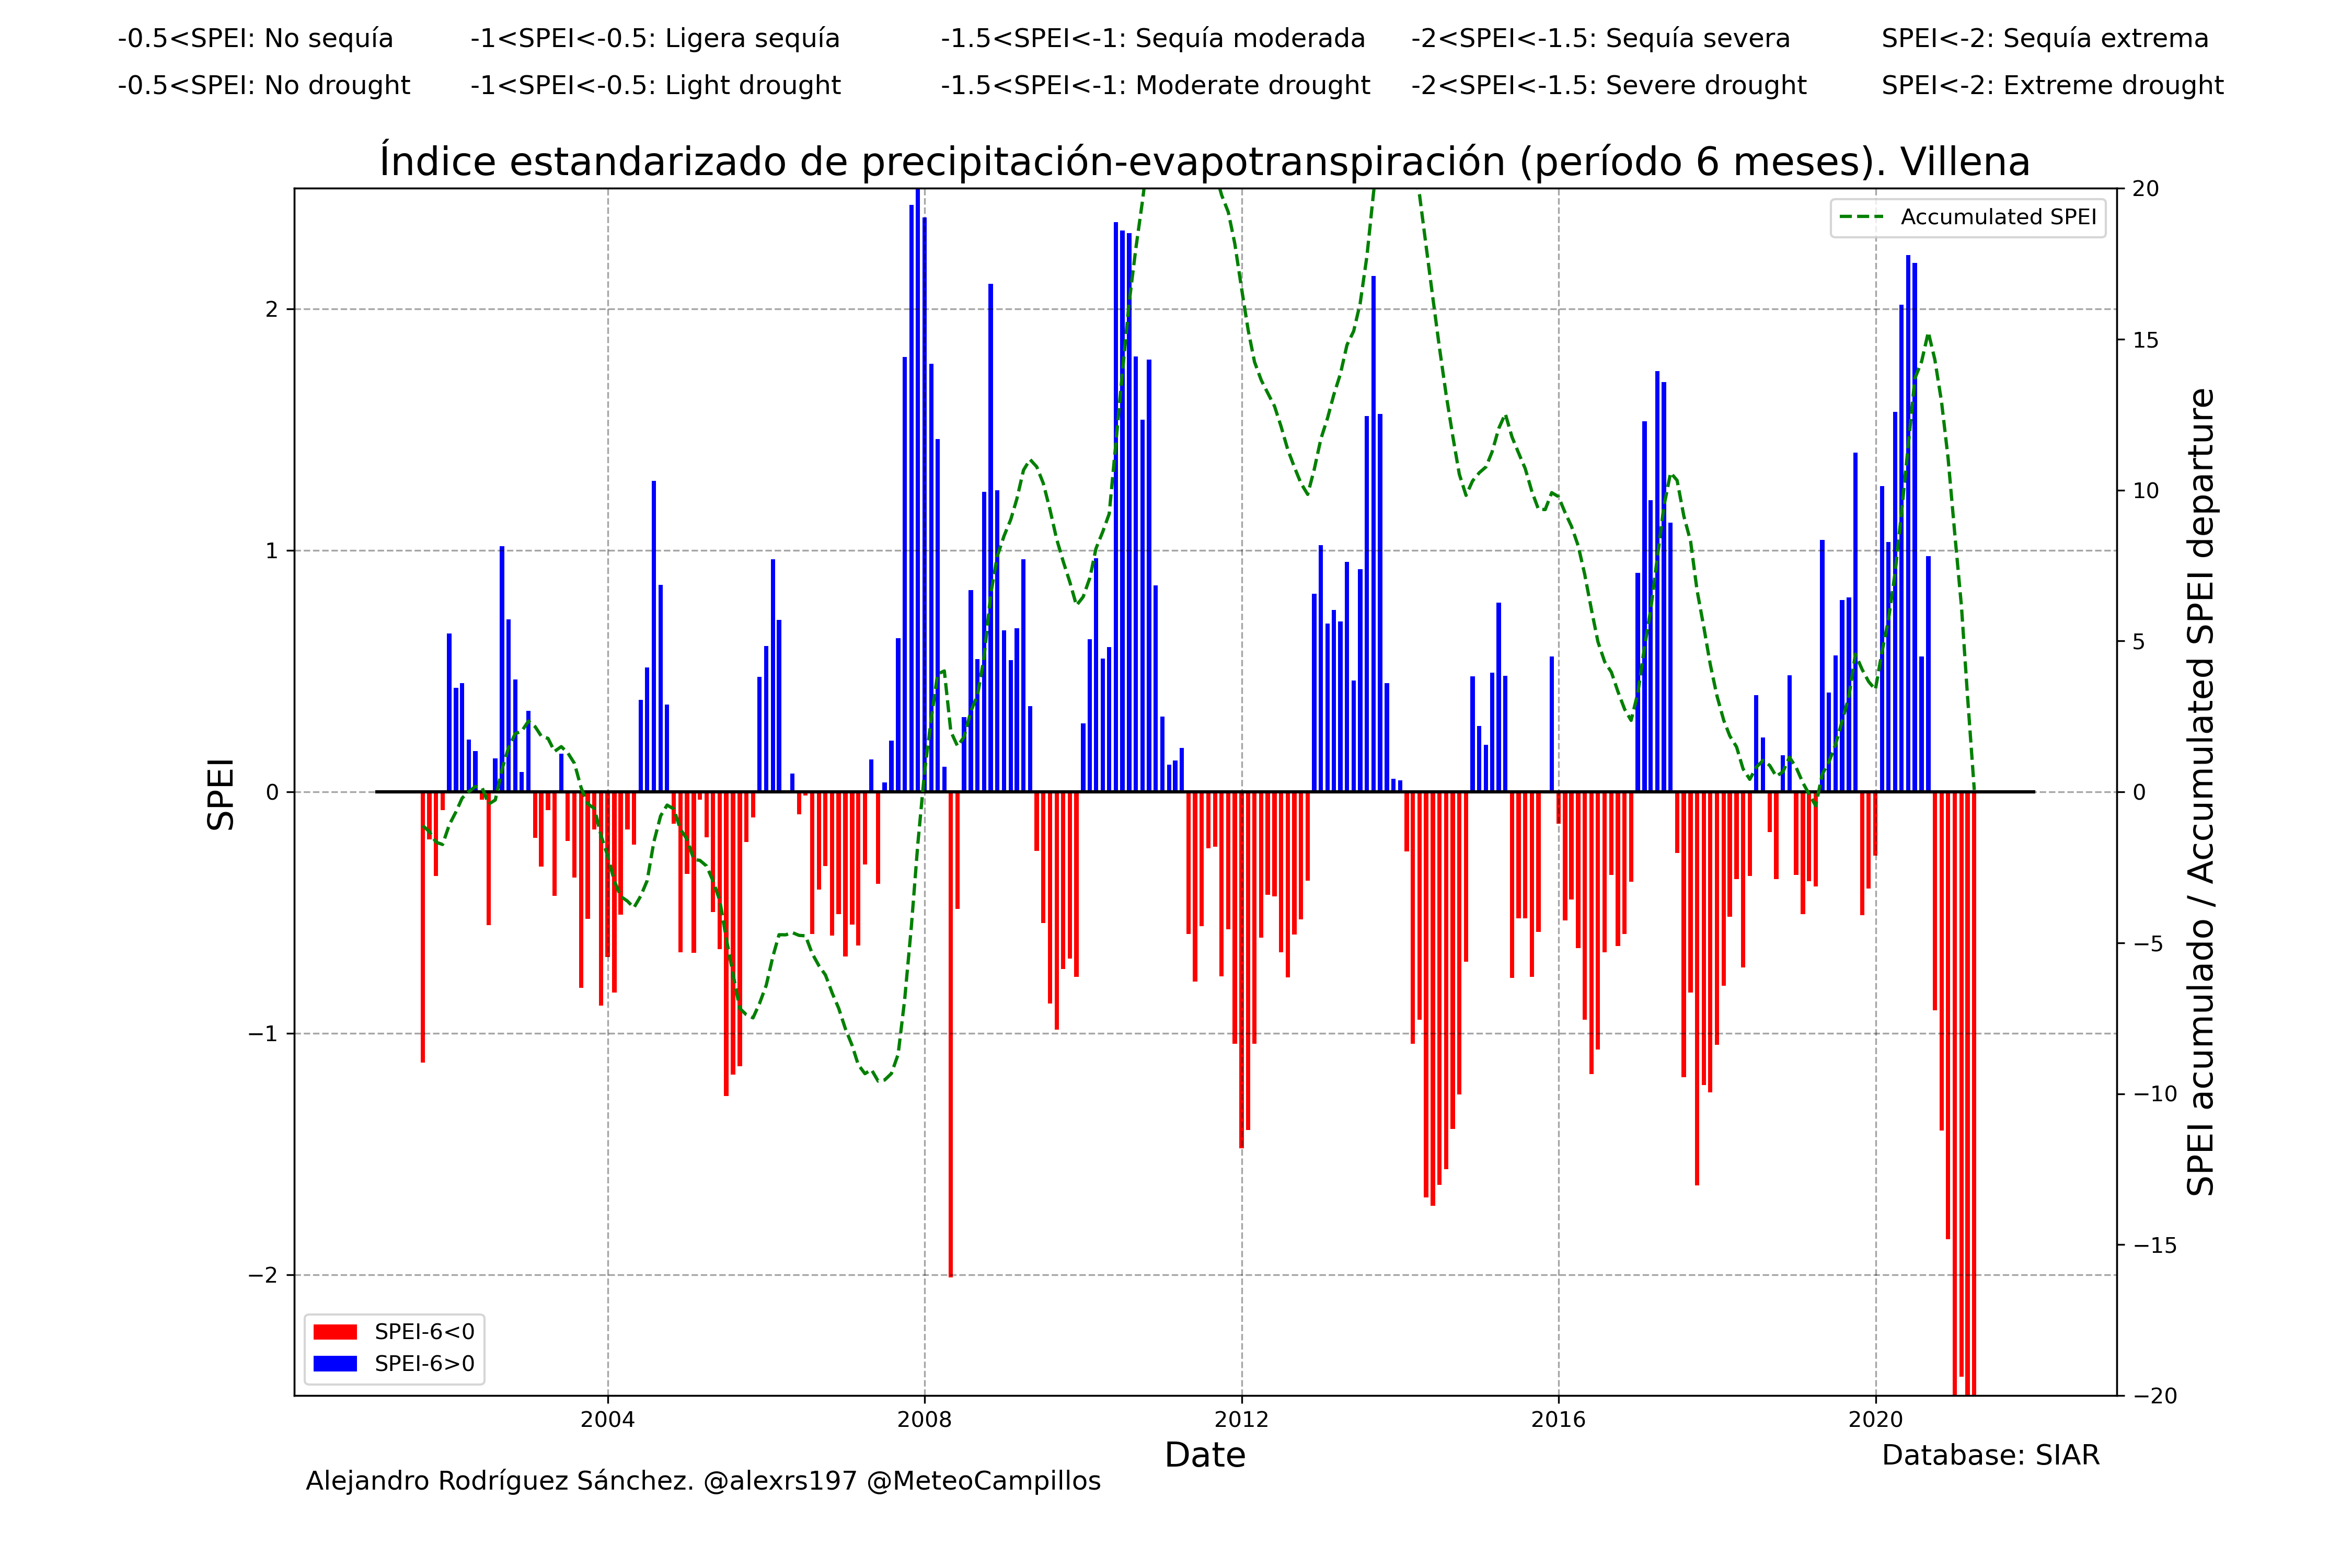 -0.5<SPEI: No sequía -1<SPEI<-0.5: Ligera sequía -1.5<SPEI<-1: Sequía moderada -2<SPEI<-1.5: Sequía severa SPEI<-2: Sequía extrema
-0.5<SPEI: No drought -1<SPEI<-0.5: Light drought -1.5<SPEI<-1: Moderate drought -2<SPEI<-1.5: Severe drought SPEI<-2: Extreme drought
Índice estandarizado de precipitación-evapotranspiración (período 6 meses). Villena
SPEI
2
1
0
−1
−2
Accumulated SPEI
20
15
10
5
0
−5
−10
−15
−20
SPEI acumulado / Accumulated SPEI departure
SPEI-6<0
SPEI-6>0
2004 2008 2012 2016 2020
Date
Database: SIAR
Alejandro Rodríguez Sánchez. @alexrs197 @MeteoCampillos